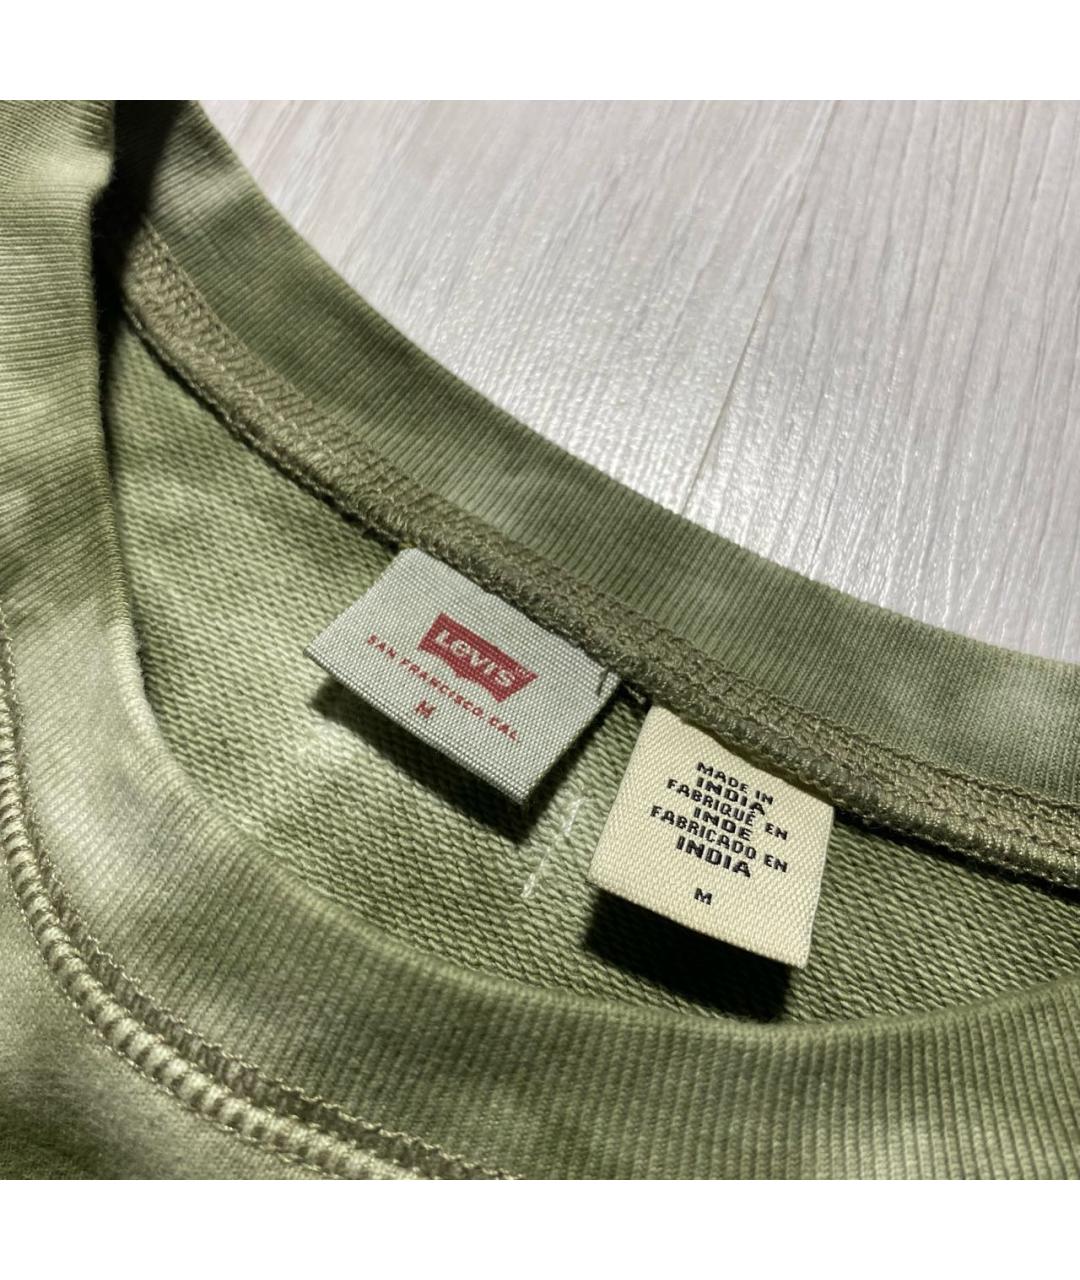 Levi's
SAN FRANCISCO, CAL.
M
MADE IN
INDIA
FABRIQUÉ EN
INDE
FABRICADO EN
INDIA
M